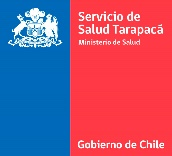 Servicio de
Salud Tarapacá
Ministerio de Salud
Gobierno de Chile